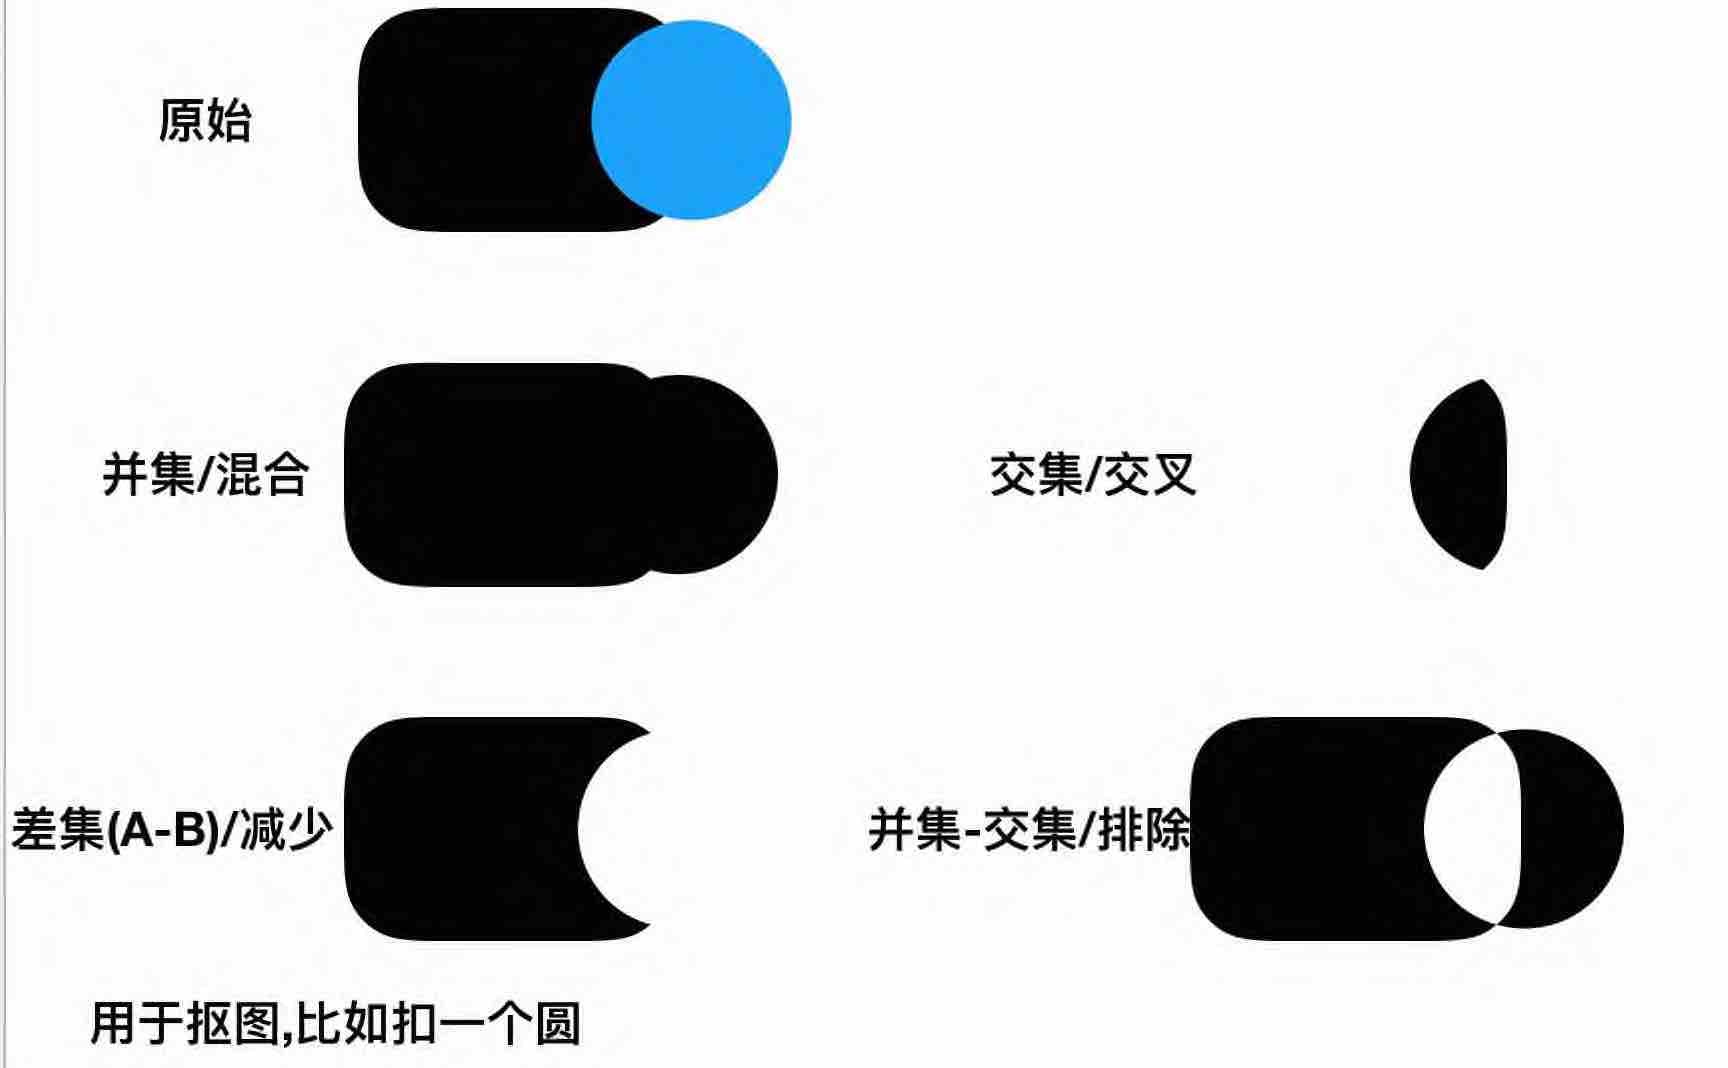 原始
并集/混合
交集/交叉
差集(A-B)/减少
并集-交集/排除
用于抠图,比如扣一个圆